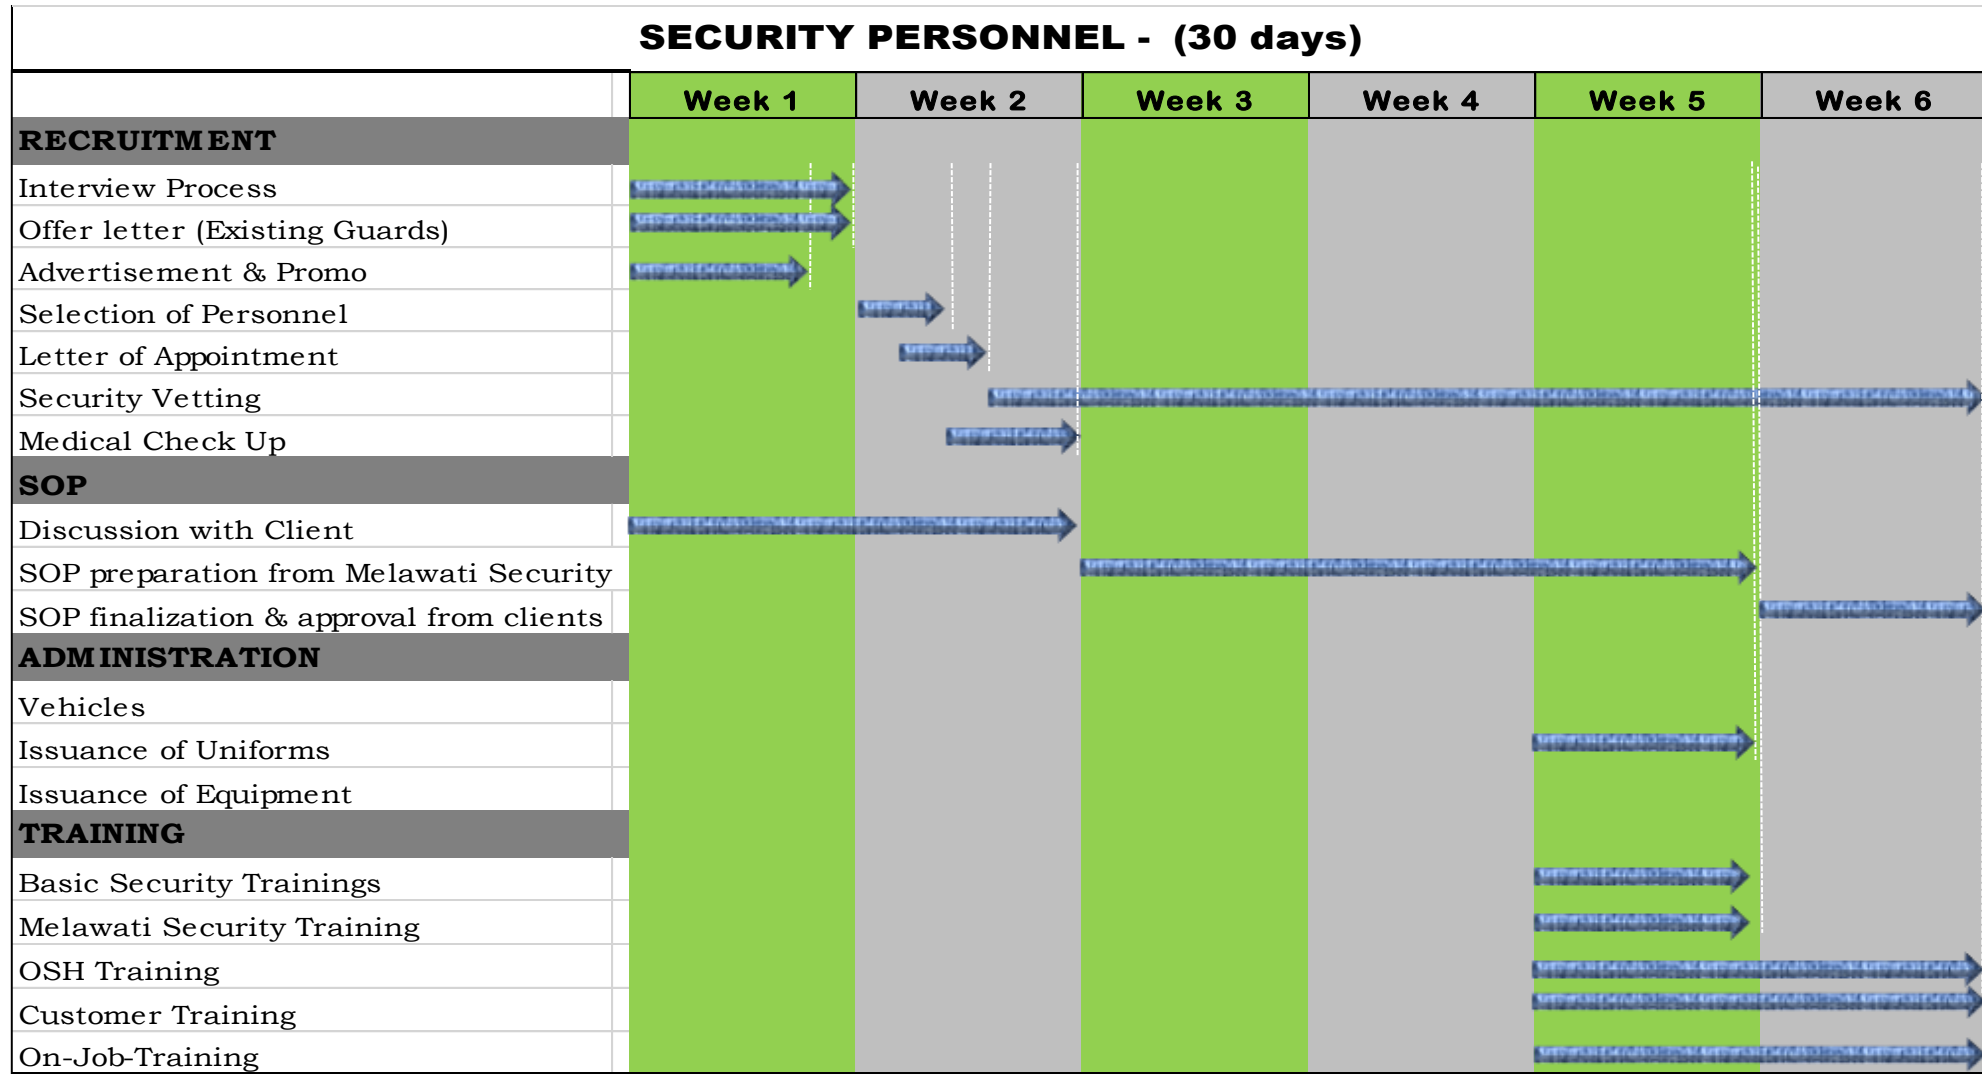 SECURITY PERSONNEL - (30 days)
Week 1 Week 2 Week 3 Week 4 Week 5 Week 6
RECRUITMENT
Interview Process
Offer letter (Existing Guards)
Advertisement & Promo
Selection of Personnel
Letter of Appointment
Security Vetting
Medical Check Up
SOP
Discussion with Client
SOP preparation from Melawati Security
SOP finalization & approval from clients
ADMINISTRATION
Vehicles
Issuance of Uniforms
Issuance of Equipment
TRAINING
Basic Security Trainings
Melawati Security Training
OSH Training
Customer Training
On-Job-Training